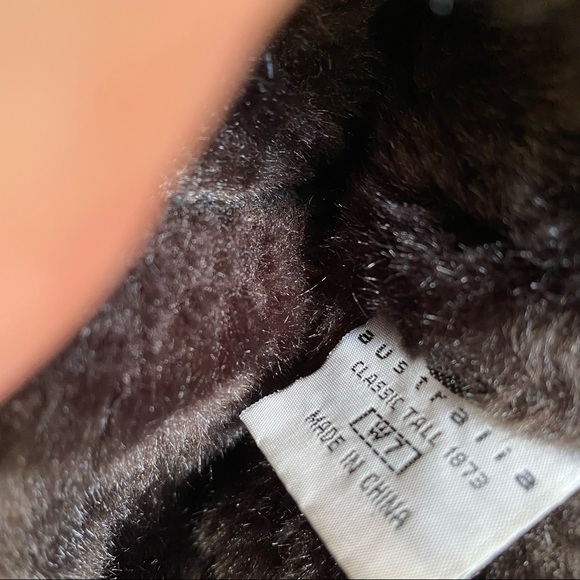 australia
CLASSIC TALL 1873
W7
MADE IN CHINA